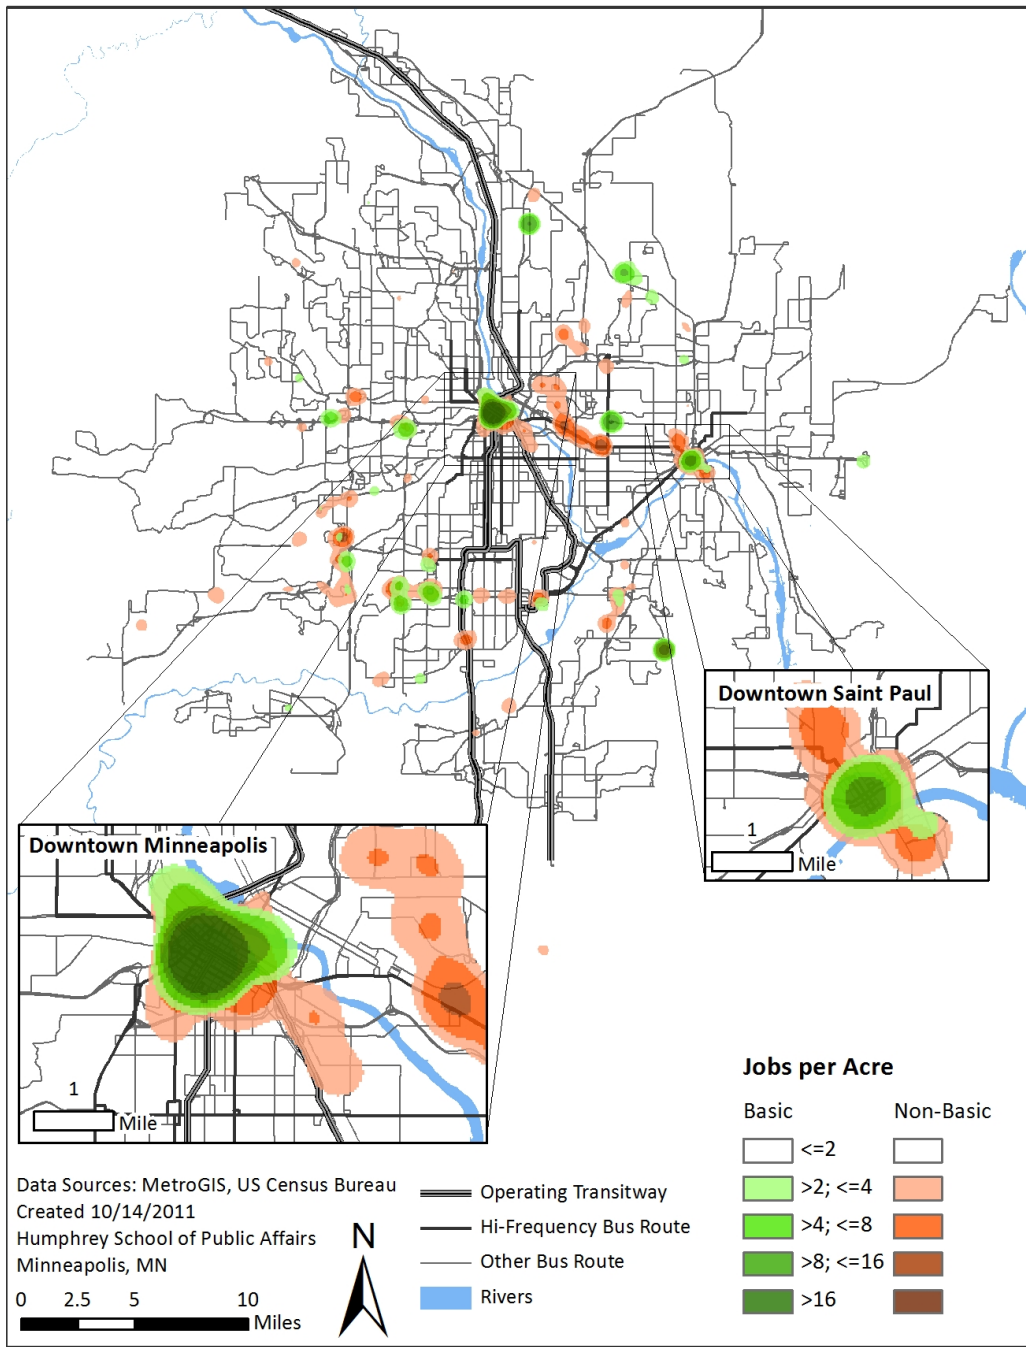 Downtown Saint Paul
1
Mile
Downtown Minneapolis
1
Mile
Jobs per Acre
Basic Non-Basic
<=2
>2; <=4
>4; <=8
>8; <=16
>16
Data Sources: MetroGIS, US Census Bureau
Created 10/14/2011
Humphrey School of Public Affairs
Minneapolis, MN
0 2.5 5 10
Miles
N
Operating Transitway
Hi-Frequency Bus Route
Other Bus Route
Rivers